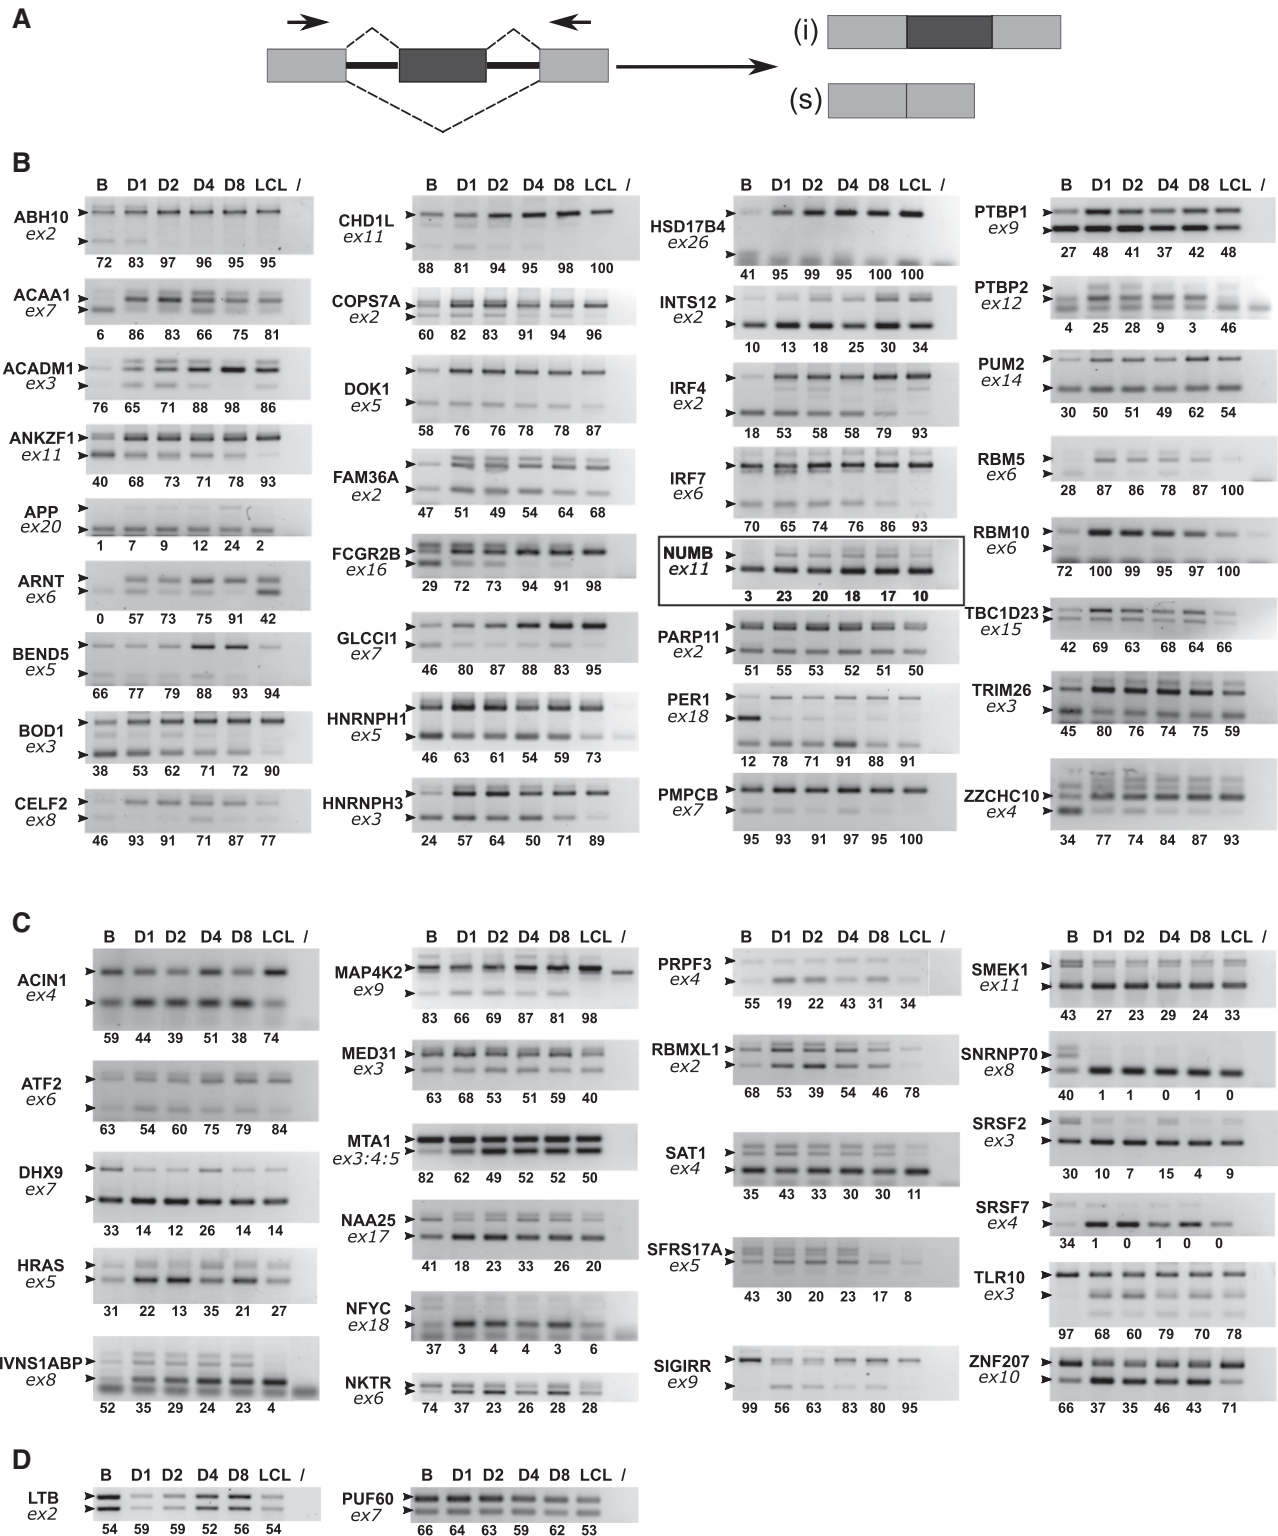 A
(i)
(s)
B
B D1 D2 D4 D8 LCL /
ABH10
ex2
72 83 97 96 95 95
ACAA1
ex7
6 86 83 66 75 81
ACADM1
ex3
76 65 71 88 98 86
ANKZF1
ex11
40 68 73 71 78 93
APP
ex20
1 7 9 12 24 2
ARNT
ex6
0 57 73 75 91 42
BEND5
ex5
66 77 79 88 93 94
BOD1
ex3
38 53 62 71 72 90
CELF2
ex8
46 93 91 71 87 77
B D1 D2 D4 D8 LCL /
CHD1L
ex11
88 81 94 95 98 100
COPS7A
ex2
60 82 83 91 94 96
DOK1
ex5
58 76 76 78 78 87
FAM36A
ex2
47 51 49 54 64 68
FCGR2B
ex16
29 72 73 94 91 98
GLCCI1
ex7
46 80 87 88 83 95
HNRNPH1
ex5
46 63 61 54 59 73
HNRNPH3
ex3
24 57 64 50 71 89
B D1 D2 D4 D8 LCL /
HSD17B4
ex26
41 95 99 95 100 100
INTS12
ex2
10 13 18 25 30 34
IRF4
ex2
18 53 58 58 79 93
IRF7
ex6
70 65 74 76 86 93
NUMB
ex11
3 23 20 18 17 10
PARP11
ex2
51 55 53 52 51 50
PER1
ex18
12 78 71 91 88 91
PMPCB
ex7
95 93 91 97 95 100
B D1 D2 D4 D8 LCL /
PTBP1
ex9
27 48 41 37 42 48
PTBP2
ex12
4 25 28 9 3 46
PUM2
ex14
30 50 51 49 62 54
RBM5
ex6
28 87 86 78 87 100
RBM10
ex6
72 100 99 95 97 100
TBC1D23
ex15
42 69 63 68 64 66
TRIM26
ex3
45 80 76 74 75 59
ZZCHC10
ex4
34 77 74 84 87 93
C
B D1 D2 D4 D8 LCL /
ACIN1
ex4
59 44 39 51 38 74
ATF2
ex6
63 54 60 75 79 84
DHX9
ex7
33 14 12 26 14 14
HRAS
ex5
31 22 13 35 21 27
IVNS1ABP
ex8
52 35 29 24 23 4
B D1 D2 D4 D8 LCL /
MAP4K2
ex9
83 66 69 87 81 98
MED31
ex3
63 68 53 51 59 40
MTA1
ex3:4:5
82 62 49 52 52 50
NAA25
ex17
41 18 23 33 26 20
NFYC
ex18
37 3 4 4 3 6
NKTR
ex6
74 37 23 26 28 28
B D1 D2 D4 D8 LCL /
PRPF3
ex4
55 19 22 43 31 34
RBMXL1
ex2
68 53 39 54 46 78
SAT1
ex4
35 43 33 30 30 11
SFRS17A
ex5
43 30 20 23 17 8
SIGIRR
ex9
99 56 63 83 80 95
B D1 D2 D4 D8 LCL /
SMEK1
ex11
43 27 23 29 24 33
SNRNP70
ex8
40 1 1 0 1 0
SRSF2
ex3
30 10 7 15 4 9
SRSF7
ex4
34 1 0 1 0 0
TLR10
ex3
97 68 60 79 70 78
ZNF207
ex10
66 37 35 46 43 71
D
B D1 D2 D4 D8 LCL /
LTB
ex2
54 59 59 52 56 54
B D1 D2 D4 D8 LCL /
PUF60
ex7
66 64 63 59 62 53